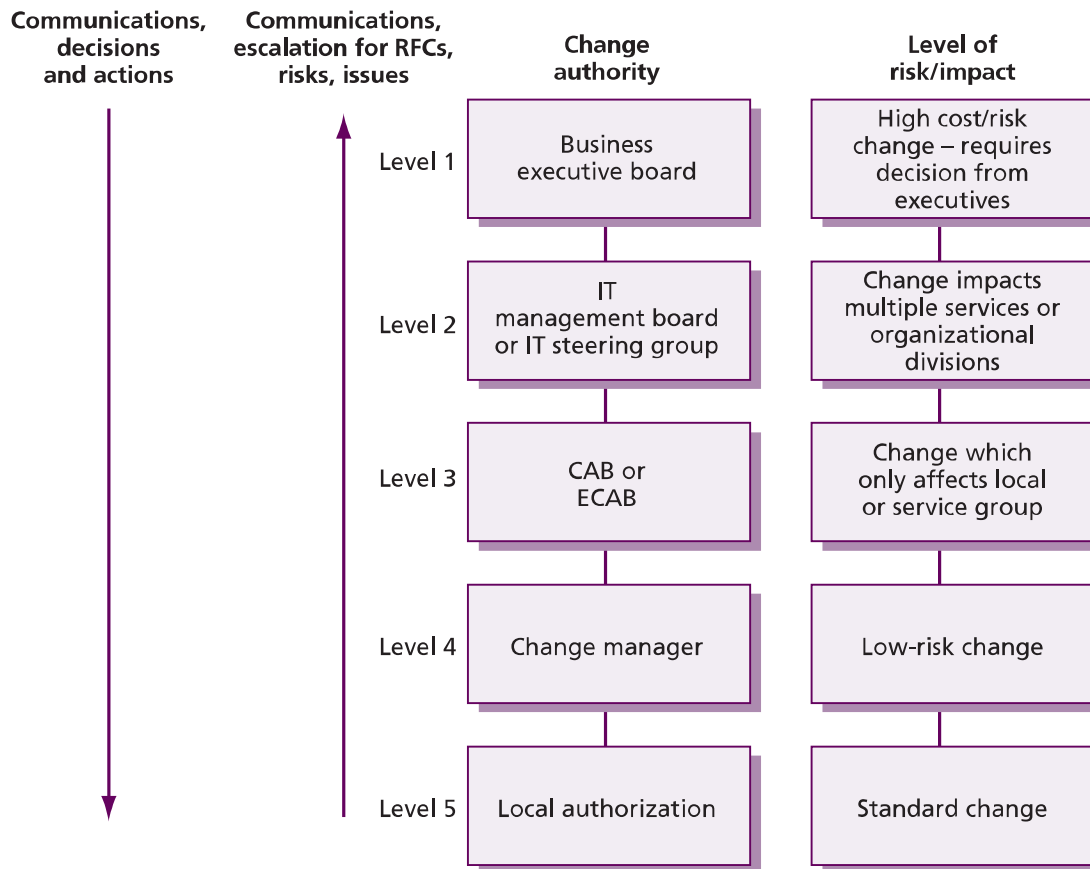 Communications,
decisions
and actions
Communications,
escalation for RFCs,
risks, issues
Change
authority
Level of
risk/impact
Level 1
Business
executive board
High cost/risk
change – requires
decision from
executives
Level 2
IT
management board
or IT steering group
Change impacts
multiple services or
organizational
divisions
Level 3
CAB or
ECAB
Change which
only affects local
or service group
Level 4
Change manager
Low-risk change
Level 5
Local authorization
Standard change